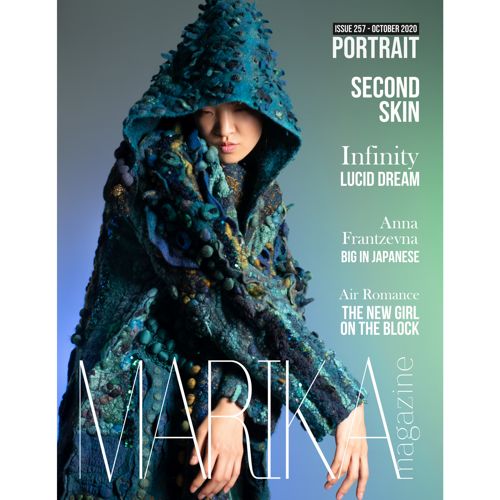 ISSUE 257 - OCTOBER 2020
PORTRAIT
SECOND
SKIN
Infinity
LUCID DREAM
Anna
Frantzevna
BIG IN JAPANESE
Air Romance
THE NEW GIRL
ON THE BLOCK
MARIKA
magazine